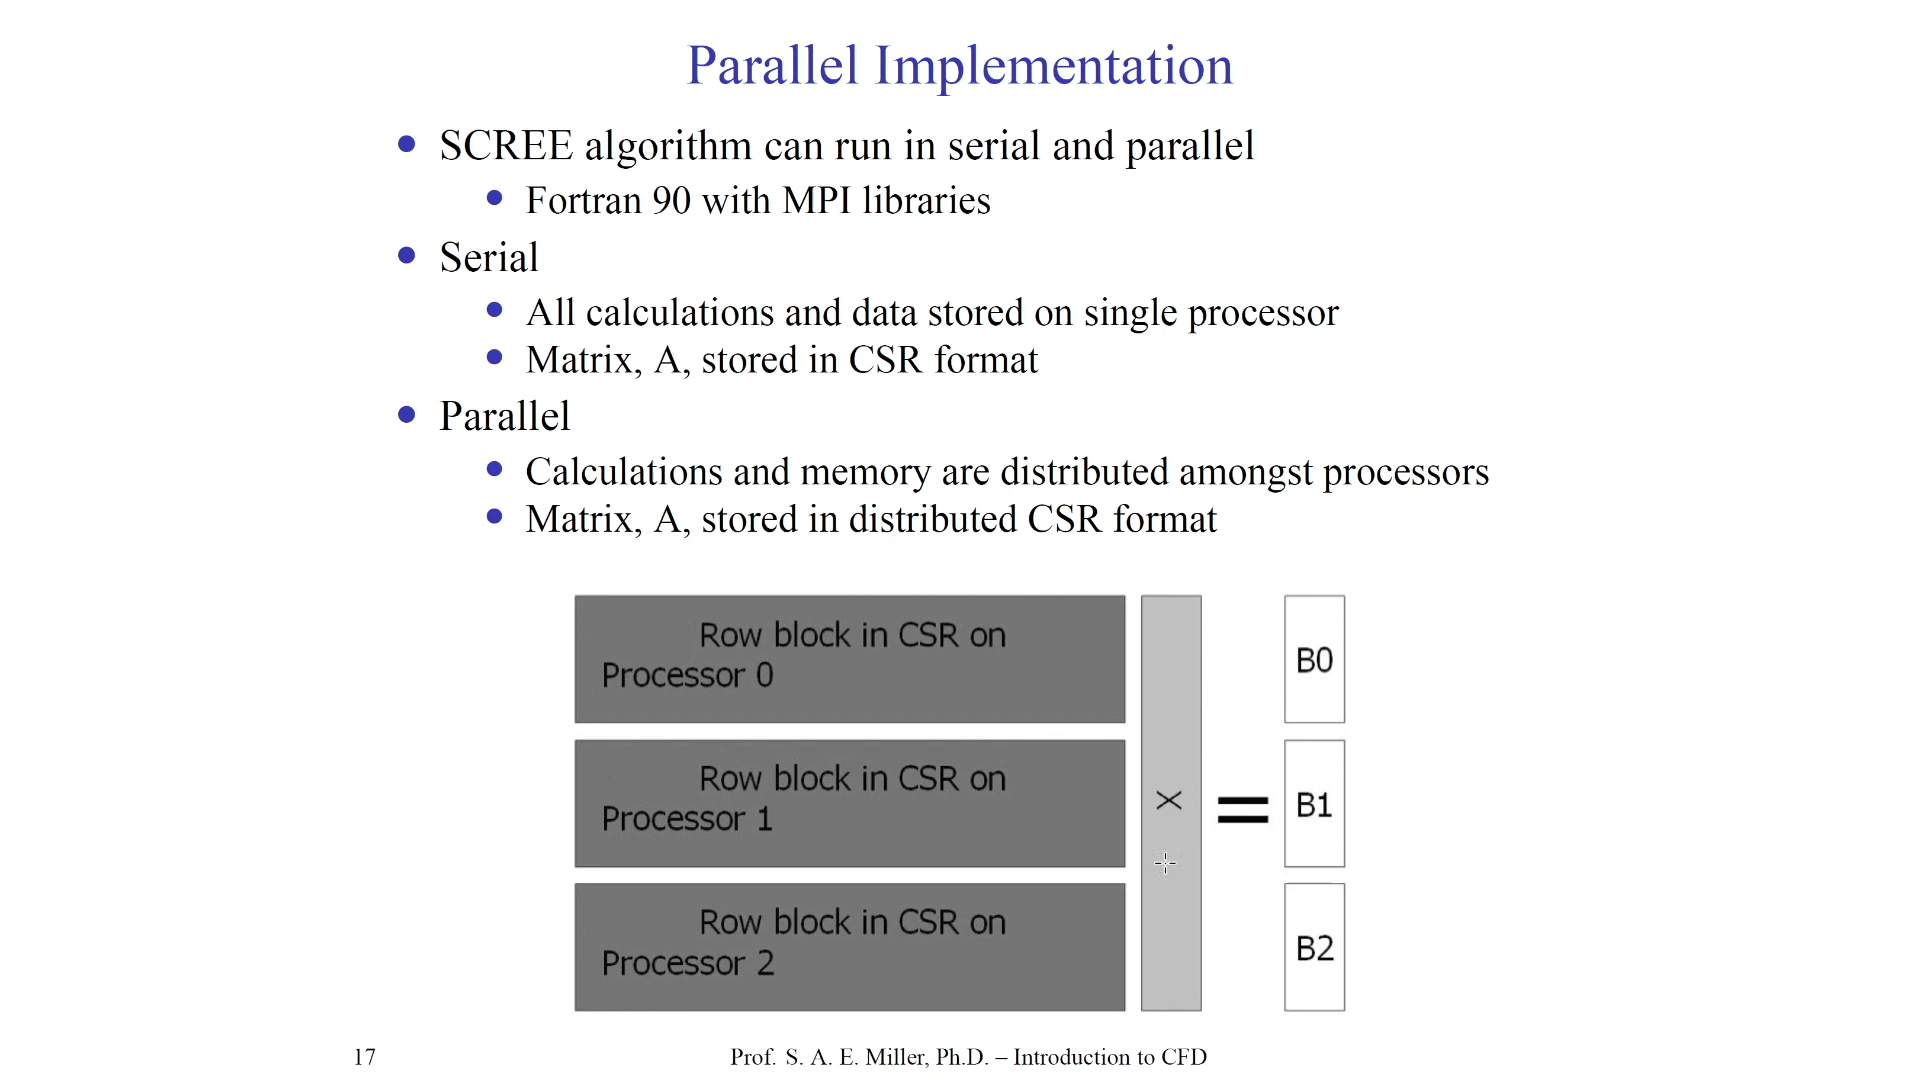 Parallel Implementation
• SCREE algorithm can run in serial and parallel
• Fortran 90 with MPI libraries
• Serial
• All calculations and data stored on single processor
• Matrix, A, stored in CSR format
• Parallel
• Calculations and memory are distributed amongst processors
• Matrix, A, stored in distributed CSR format
Row block in CSR on
Processor 0
B0
Row block in CSR on
Processor 1
X
=
B1
Row block in CSR on
Processor 2
B2
17
Prof. S. A. E. Miller, Ph.D. – Introduction to CFD